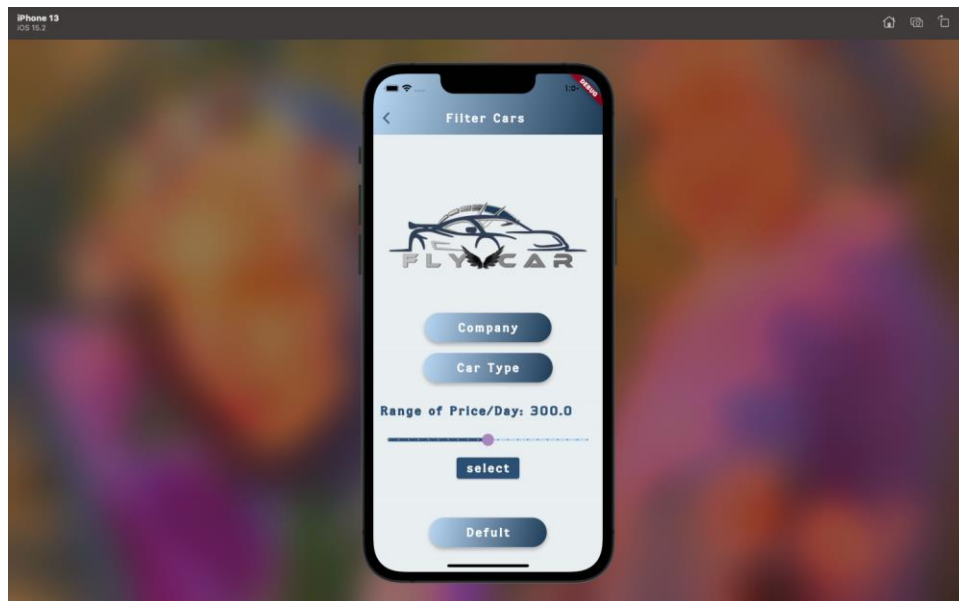 iPhone 13
iOS 15.2
DEBUG
Filter Cars
FLY CAR
Company
Car Type
Range of Price/Day: 300.0
select
Defult